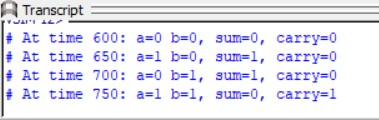 Transcript
# At time 600: a=0 b=0, sum=0, carry=0
# At time 650: a=1 b=0, sum=1, carry=0
# At time 700: a=0 b=1, sum=1, carry=0
# At time 750: a=1 b=1, sum=0, carry=1